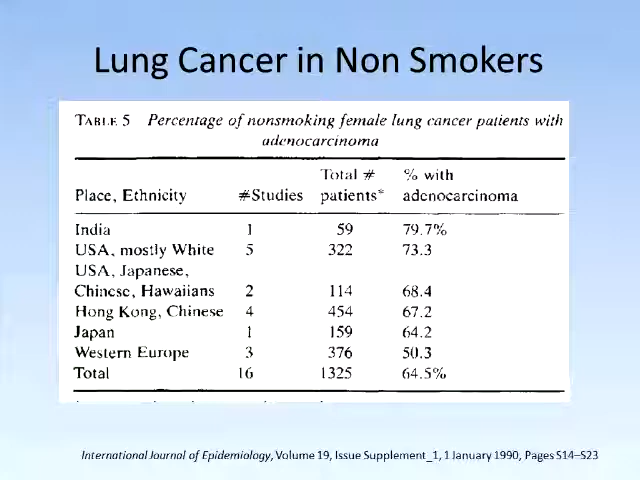 Lung Cancer in Non Smokers
TABLE 5 Percentage of nonsmoking female lung cancer patients with
adenocarcinoma
Total # % with
Place, Ethnicity #Studies patients* adenocarcinoma
India 1 59 79.7%
USA, mostly White 5 322 73.3
USA, Japanese,
Chinese, Hawaiians 2 114 68.4
Hong Kong, Chinese 4 454 67.2
Japan 1 159 64.2
Western Europe 3 376 50.3
Total 16 1325 64.5%
International Journal of Epidemiology, Volume 19, Issue Supplement_1, 1 January 1990, Pages S14–S23